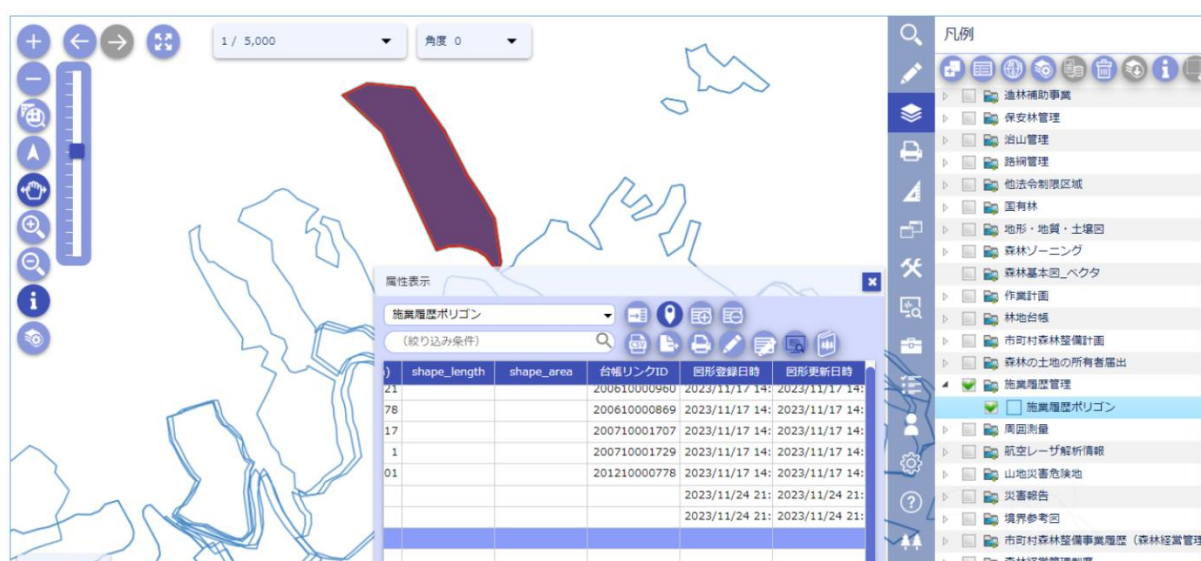 1 / 5,000
角度 0
凡例
造林補助事業
保安林管理
治山管理
路網管理
他法令制限区域
国有林
地形・地質・土壌図
森林ゾーニング
森林基本図_ベクタ
作業計画
林地台帳
市町村森林整備計画
森林の土地の所有者届出
施業履歴管理
施業履歴ポリゴン
周囲測量
航空レーザ解析情報
山地災害危険地
災害報告
境界参考図
市町村森林整備事業履歴（森林経営管理
属性表示
施業履歴ポリゴン
(絞り込み条件)
CSV
) shape_length shape_area 台帳リンクID 図形登録日時 図形更新日時
21 200610000960 2023/11/17 14: 2023/11/17 14:
78 200610000869 2023/11/17 14: 2023/11/17 14:
17 200710001707 2023/11/17 14: 2023/11/17 14:
1 200710001729 2023/11/17 14: 2023/11/17 14:
01 201210000778 2023/11/17 14: 2023/11/17 14:
2023/11/24 21: 2023/11/24 21:
2023/11/24 21: 2023/11/24 21: